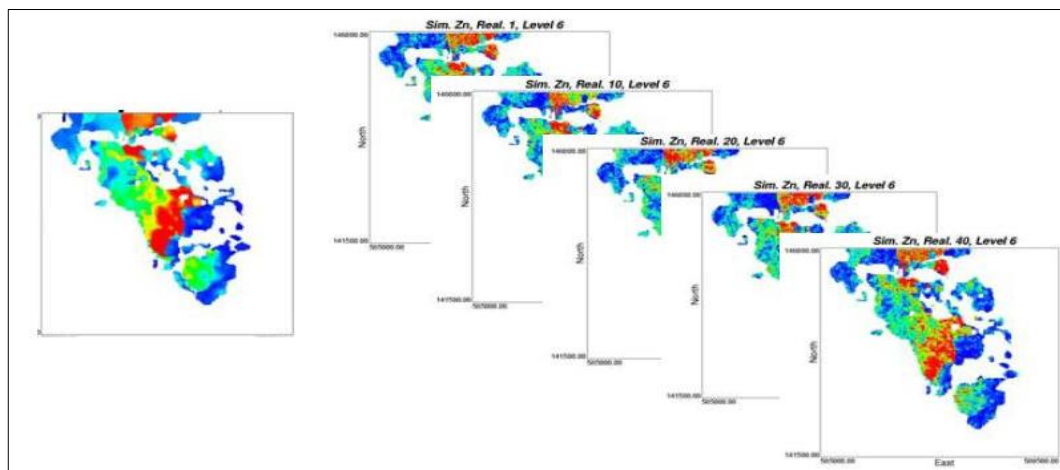 Sim. Zn, Real. 1, Level 6
146000.00
North
141500.00
505000.00
Sim. Zn, Real. 10, Level 6
146000.00
North
141500.00
505000.00
Sim. Zn, Real. 20, Level 6
146000.00
North
141500.00
505000.00
Sim. Zn, Real. 30, Level 6
146000.00
North
141500.00
505000.00
Sim. Zn, Real. 40, Level 6
146000.00
North
141500.00
505000.00
East